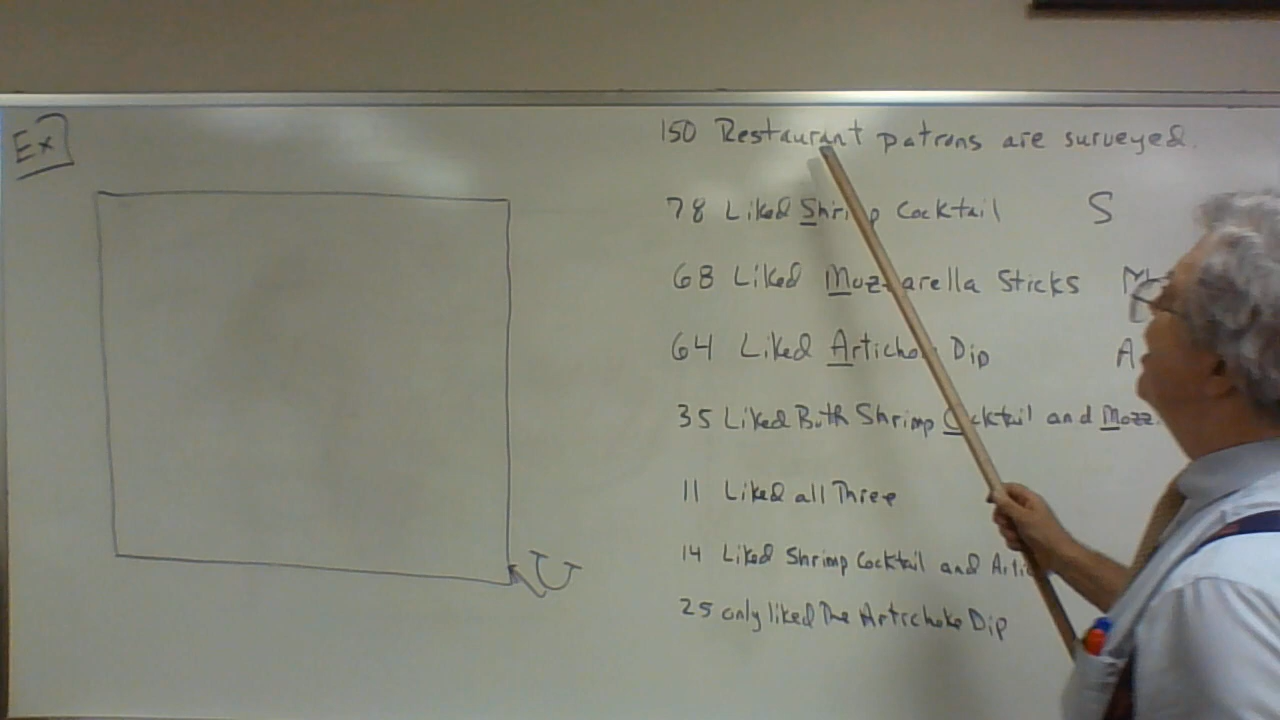 Ex
150 Restaurant patrons are surveyed.
78 Liked Shrimp Cocktail S
68 Liked Mozzarella Sticks M
64 Liked Artichoke Dip A
35 Liked Both Shrimp Cocktail and Mozz.
11 Liked all Three
14 Liked Shrimp Cocktail and Artic
25 only liked The Artichoke Dip
U